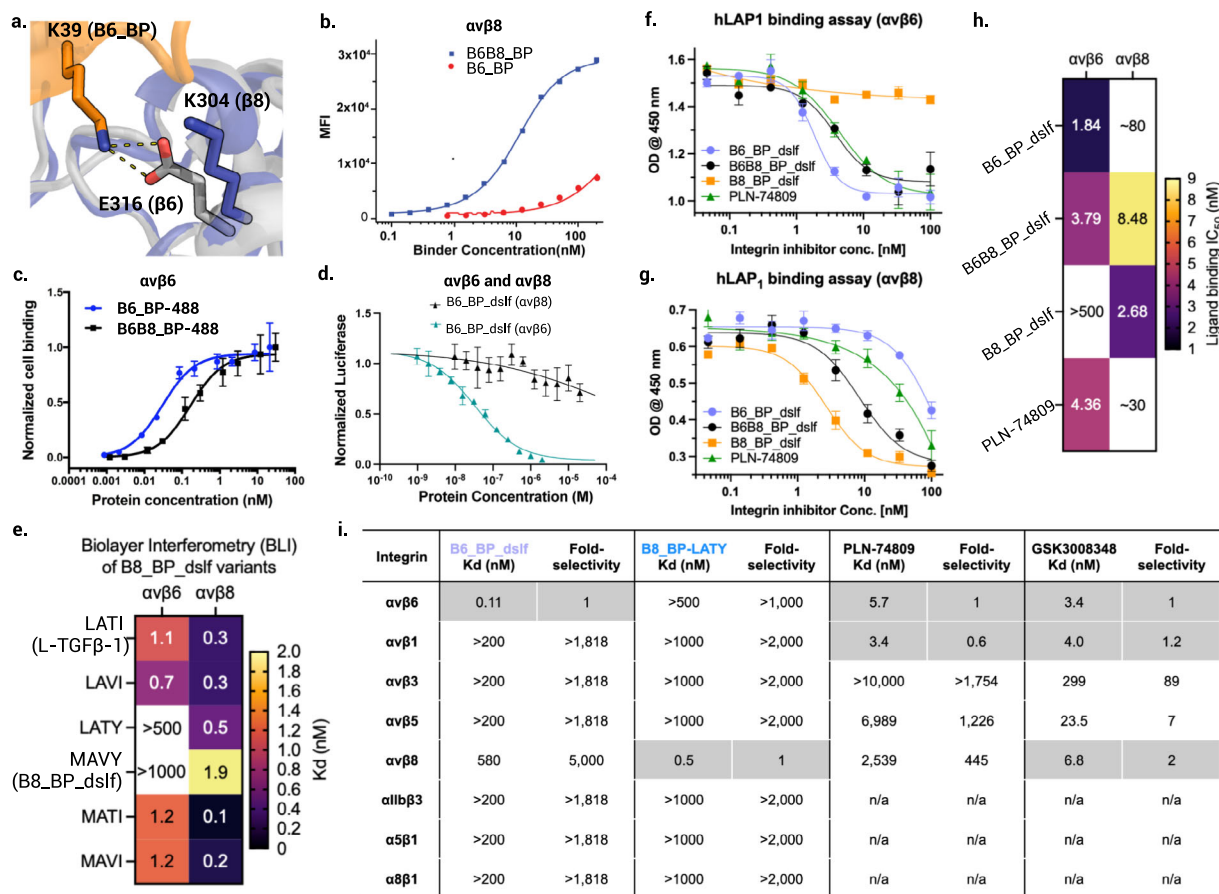 a.
K39 (B6_BP)
K304 (β8)
E316 (β6)
b.
αvβ8
B6B8_BP
B6_BP
3×10⁴
2×10⁴
1×10⁴
0
MFI
0.1
1
10
100
Binder Concentration(nM)
c.
αvβ6
B6_BP-488
B6B8_BP-488
1.5
1.0
0.5
0.0
Normalized cell binding
0.0001
0.01
0.1
1
10
100
Protein concentration (nM)
d.
αvβ6 and αvβ8
B6_BP_dslf (αvβ8)
B6_BP_dslf (αvβ6)
1.5
1.0
0.5
0.0
Normalized Luciferase
10⁻¹⁰
10⁻⁹
10⁻⁸
10⁻⁷
10⁻⁶
10⁻⁵
10⁻⁴
Protein Concentration (M)
e.
Biolayer Interferometry (BLI)
of B8_BP_dslf variants
αvβ6 αvβ8
LATI
(L-TGFβ-1)
1.1 0.3
LAVI 0.7 0.3
LATY >500 0.5
MAVY
(B8_BP_dslf)
>1000 1.9
MATI 1.2 0.1
MAVI 1.2 0.2
2.0
1.8
1.6
1.4
1.2
1.0
0.8
0.6
0.4
0.2
0
Kd (nM)
f.
hLAP1 binding assay (αvβ6)
1.6
1.4
1.2
1.0
OD @ 450 nm
B6_BP_dslf
B6B8_BP_dslf
B8_BP_dslf
PLN-74809
0.1
1
10
100
Integrin inhibitor conc. [nM]
g.
hLAP₁ binding assay (αvβ8)
0.7
0.6
0.5
0.4
0.3
OD @ 450 nm
B6_BP_dslf
B6B8_BP_dslf
B8_BP_dslf
PLN-74809
0.1
1
10
100
Integrin inhibitor Conc. [nM]
h.
αvβ6 αvβ8
B6_BP_dslf 1.84 ~80
B6B8_BP_dslf 3.79 8.48
B8_BP_dslf >500 2.68
PLN-74809 4.36 ~30
9
8
7
6
5
4
3
2
1
Ligand binding IC₅₀ (nM)
i.
Integrin B6_BP_dslf Kd (nM) Fold-selectivity B8_BP-LATY Kd (nM) Fold-selectivity PLN-74809 Kd (nM) Fold-selectivity GSK3008348 Kd (nM) Fold-selectivity
αvβ6 0.11 1 >500 >1,000 5.7 1 3.4 1
αvβ1 >200 >1,818 >1000 >2,000 3.4 0.6 4.0 1.2
αvβ3 >200 >1,818 >1000 >2,000 >10,000 >1,754 299 89
αvβ5 >200 >1,818 >1000 >2,000 6,989 1,226 23.5 7
αvβ8 580 5,000 0.5 1 2,539 445 6.8 2
αIIbβ3 >200 >1,818 >1000 >2,000 n/a n/a n/a n/a
α5β1 >200 >1,818 >1000 >2,000 n/a n/a n/a n/a
α8β1 >200 >1,818 >1000 >2,000 n/a n/a n/a n/a